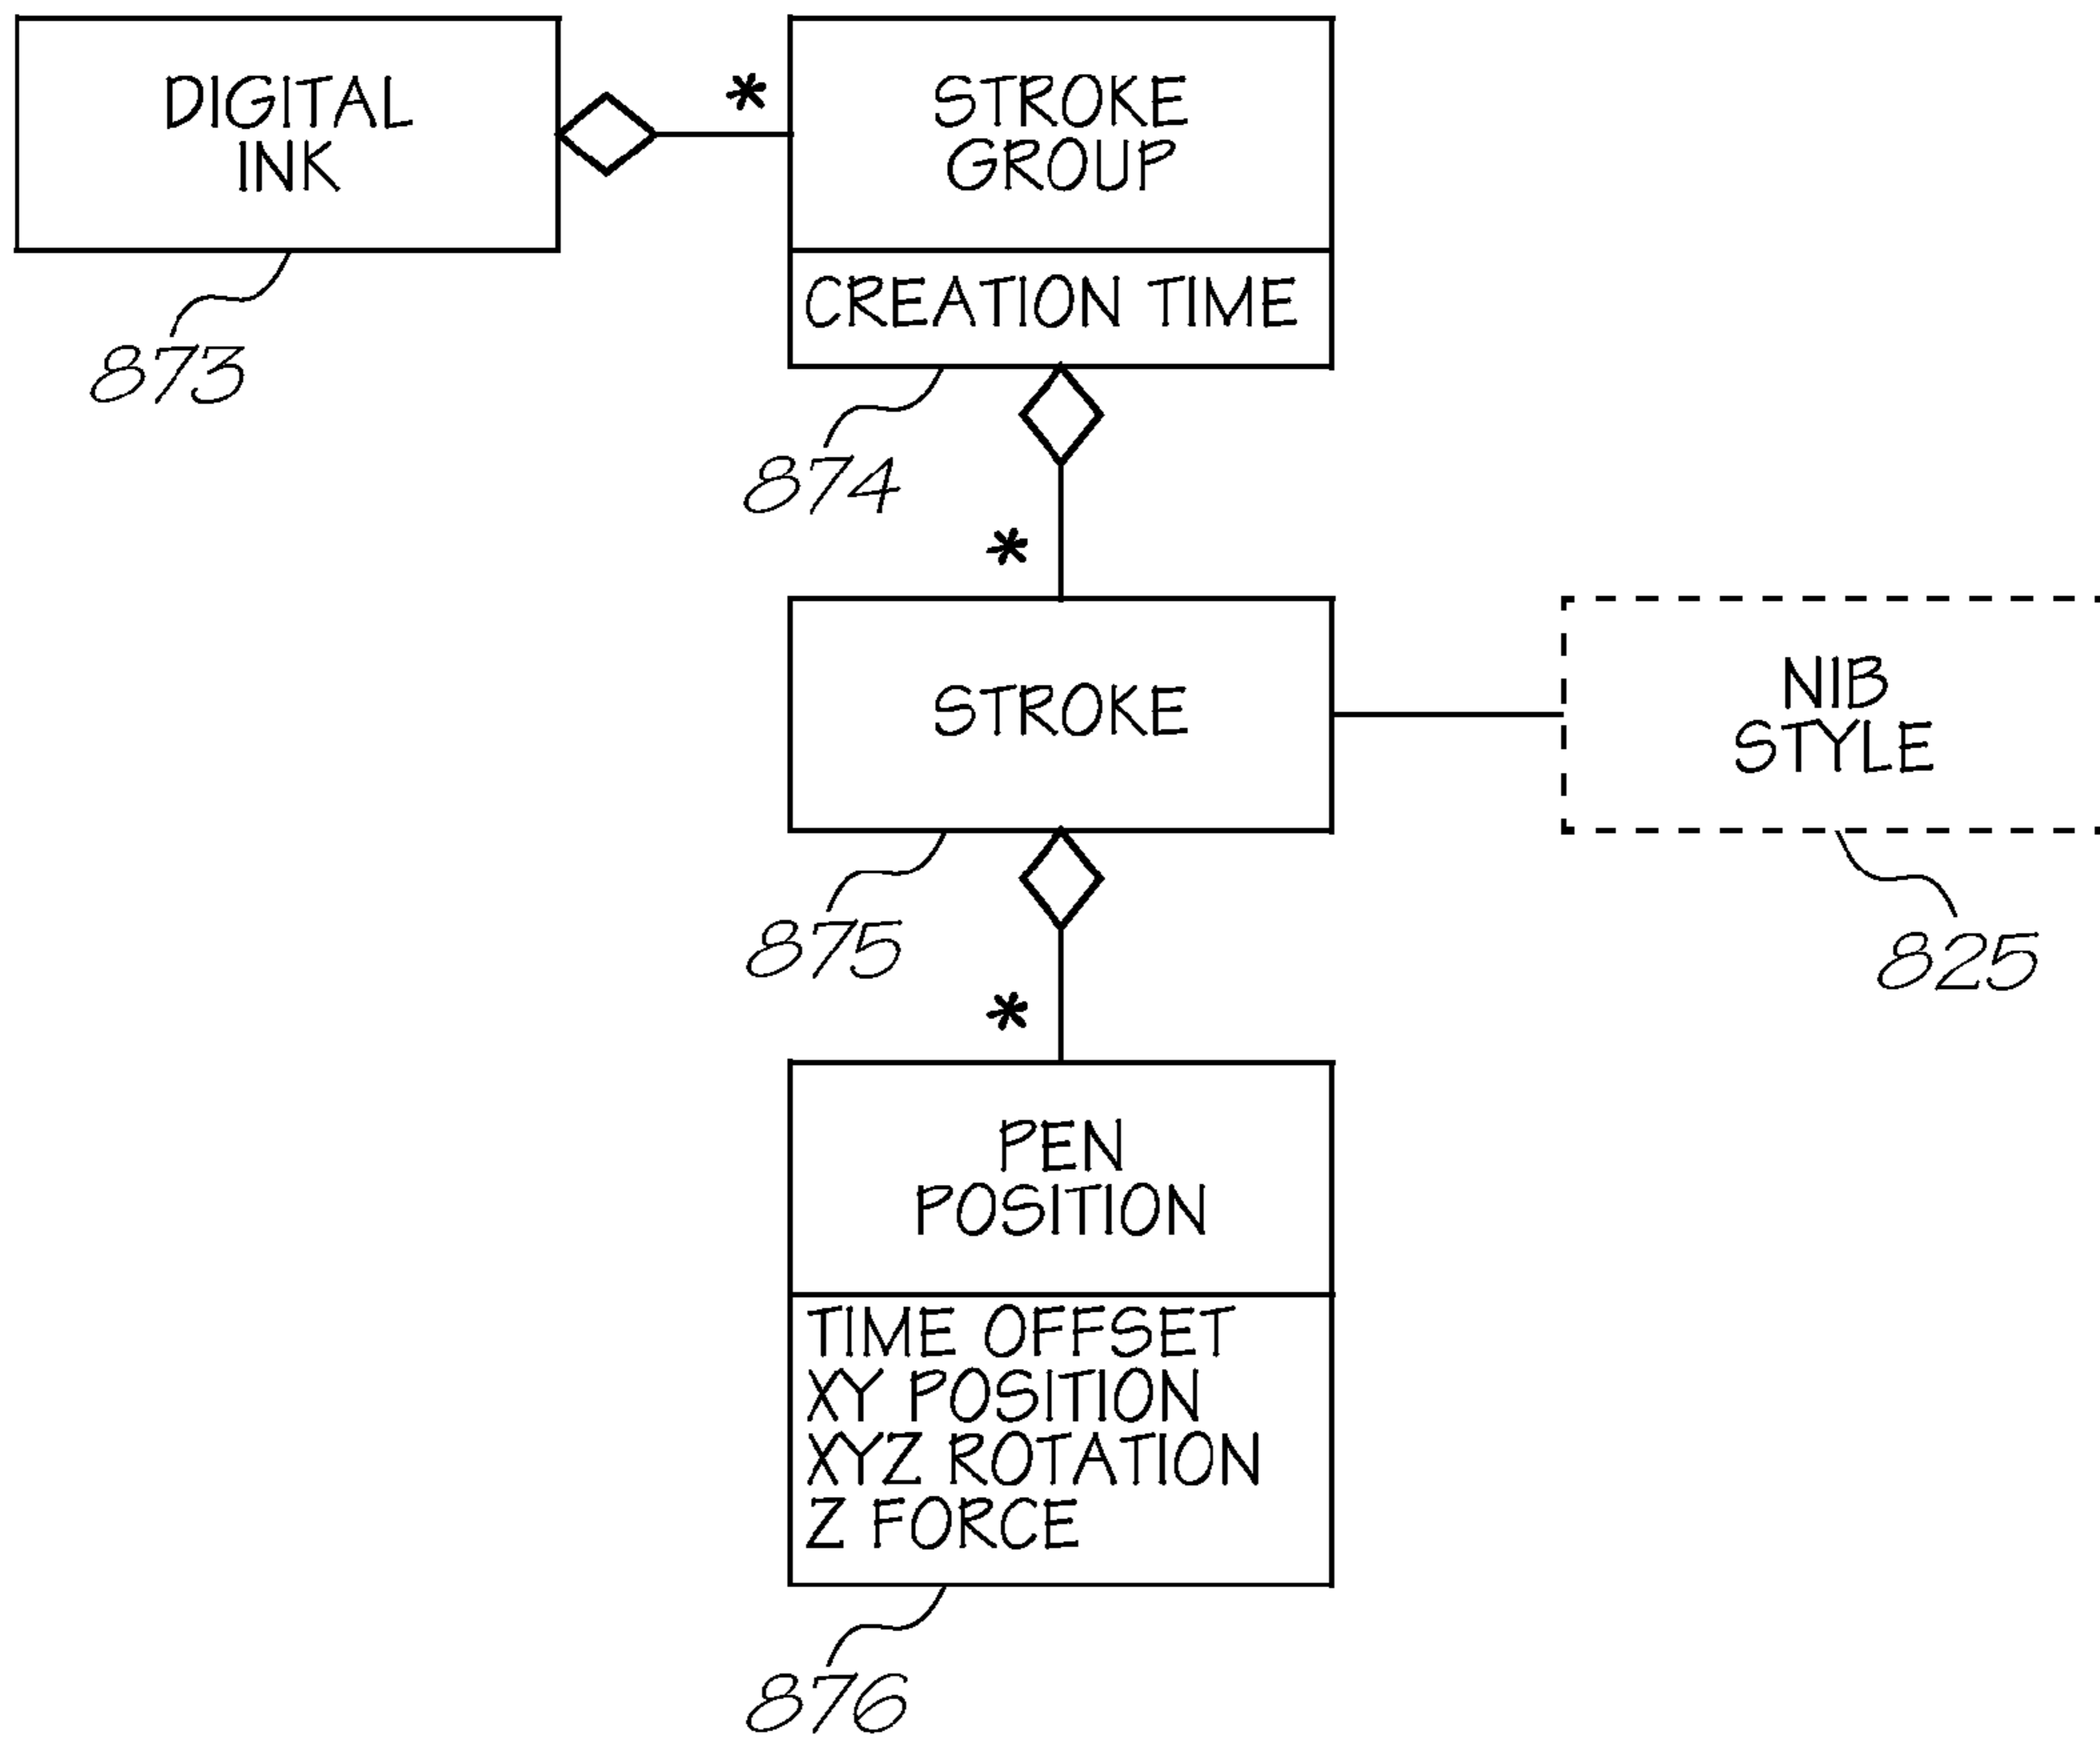 DIGITAL
INK
*
STROKE
GROUP
CREATION TIME
873
874
*
STROKE
NIB
STYLE
875
825
*
PEN
POSITION
TIME OFFSET
XY POSITION
XYZ ROTATION
Z FORCE
876